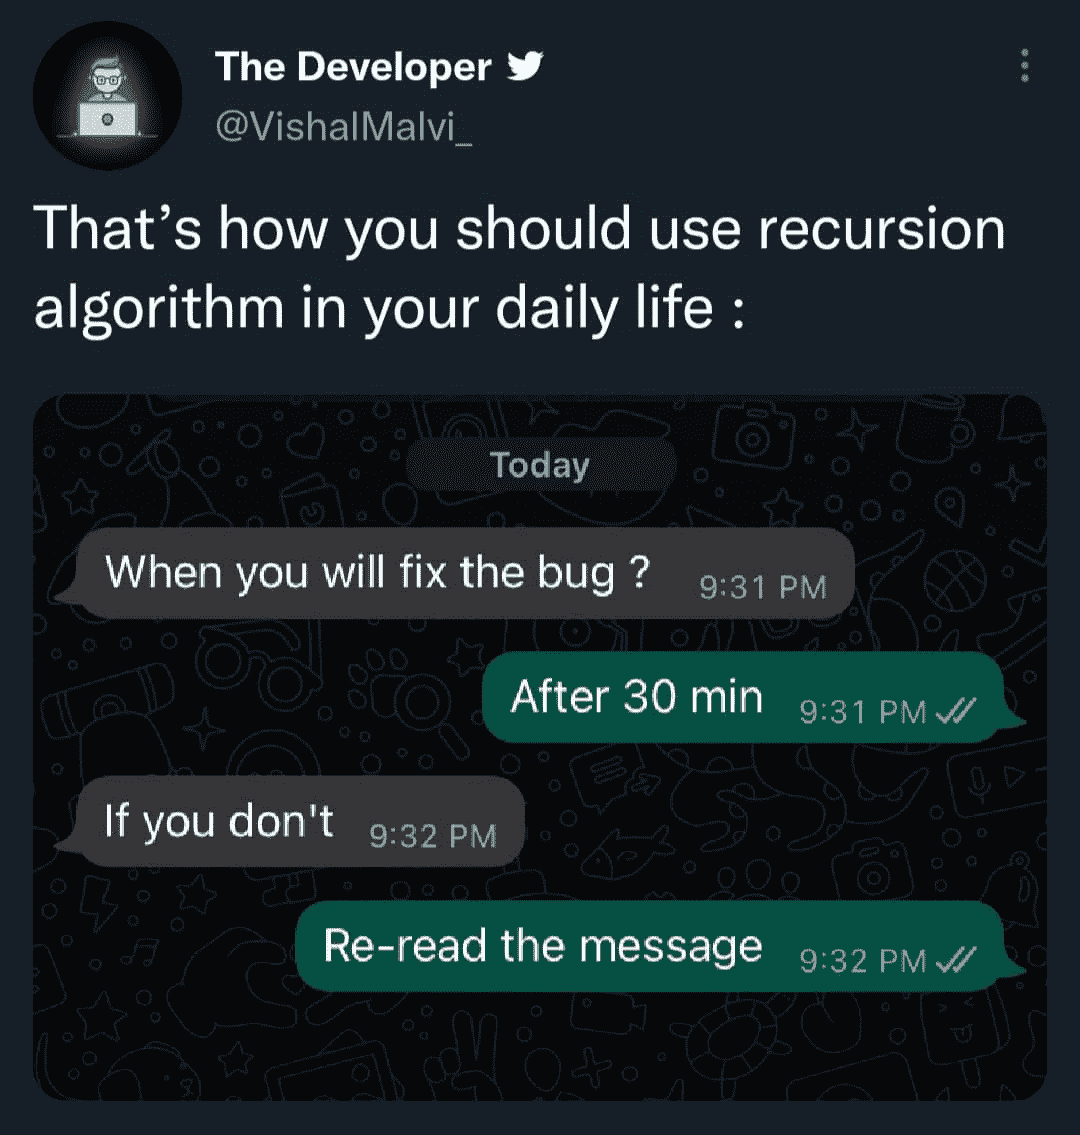 The Developer
@VishalMalvi_
That’s how you should use recursion
algorithm in your daily life :
Today
When you will fix the bug ? 9:31 PM
After 30 min 9:31 PM
If you don't 9:32 PM
Re-read the message 9:32 PM